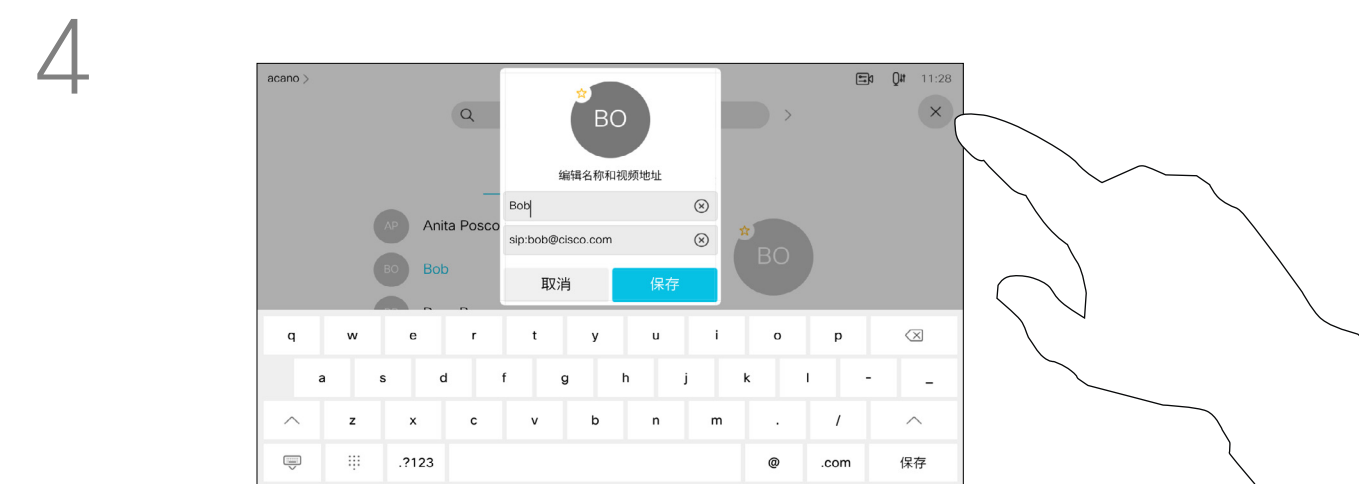 4
acano >
11:28
BO
编辑名称和视频地址
Bob
sip:bob@cisco.com
取消 保存
AP Anita Posco
BO Bob
BO
q w e r t y u i o p
a s d f g h j k l - _
z x c v b n m . /
.?123 @ .com 保存